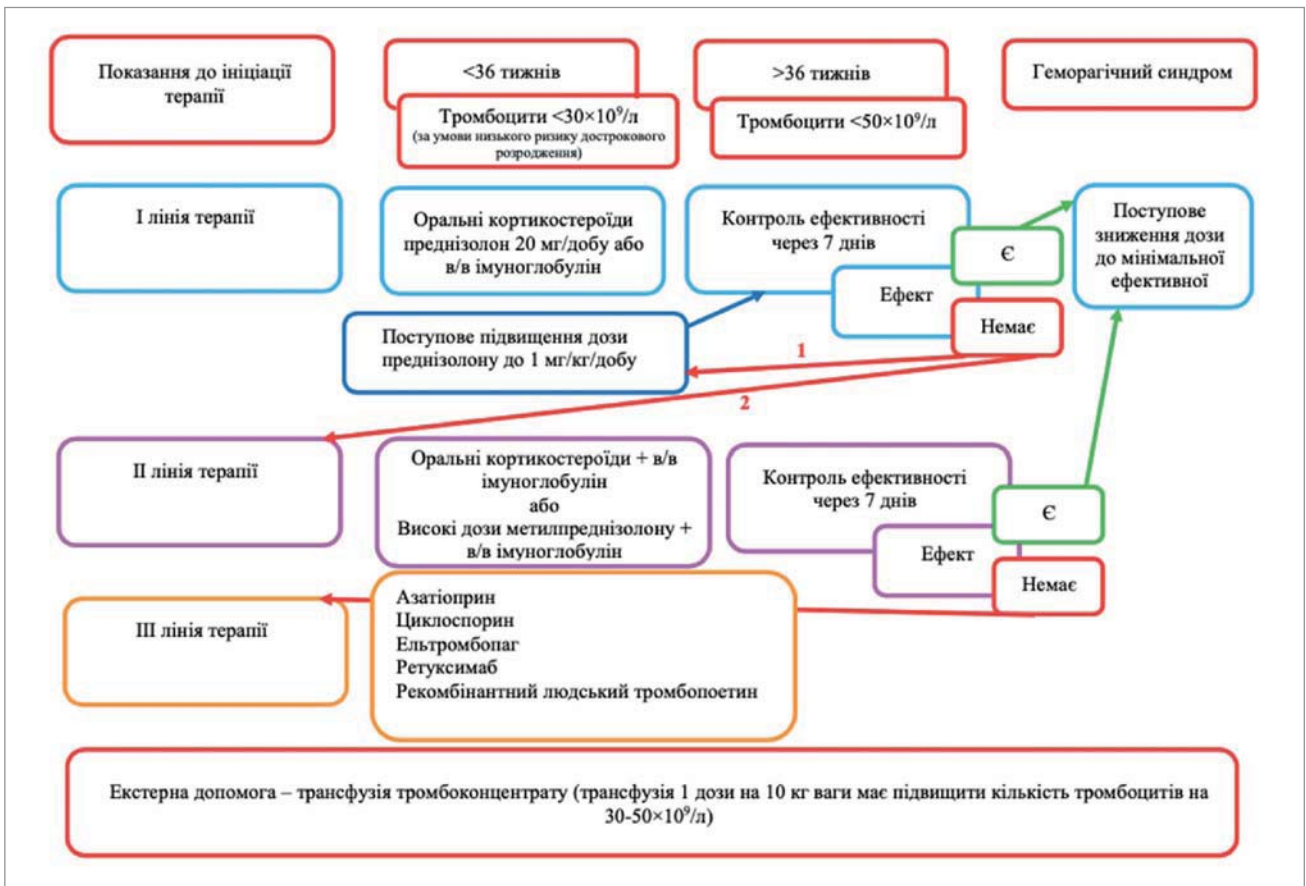 Показання до ініціації
терапії
<36 тижнів
Тромбоцити <30×10⁹/л
(за умови низького ризику дострокового
розродження)
>36 тижнів
Тромбоцити <50×10⁹/л
Геморагічний синдром
І лінія терапії
Оральні кортикостероїди
преднізолон 20 мг/добу або
в/в імуноглобулін
Контроль ефективності
через 7 днів
Ефект
Є
Немає
Поступове
зниження дози
до мінімальної
ефективної
Поступове підвищення дози
преднізолону до 1 мг/кг/добу
1
2
ІІ лінія терапії
Оральні кортикостероїди + в/в
імуноглобулін
або
Високі дози метилпреднізолону +
в/в імуноглобулін
Контроль ефективності
через 7 днів
Ефект
Є
Немає
ІІІ лінія терапії
Азатіоприн
Циклоспорин
Ельтромбопаг
Ретуксимаб
Рекомбінантний людський тромбопоетин
Екстерна допомога – трансфузія тромбоконцентрату (трансфузія 1 дози на 10 кг ваги має підвищити кількість тромбоцитів на
30-50×10⁹/л)